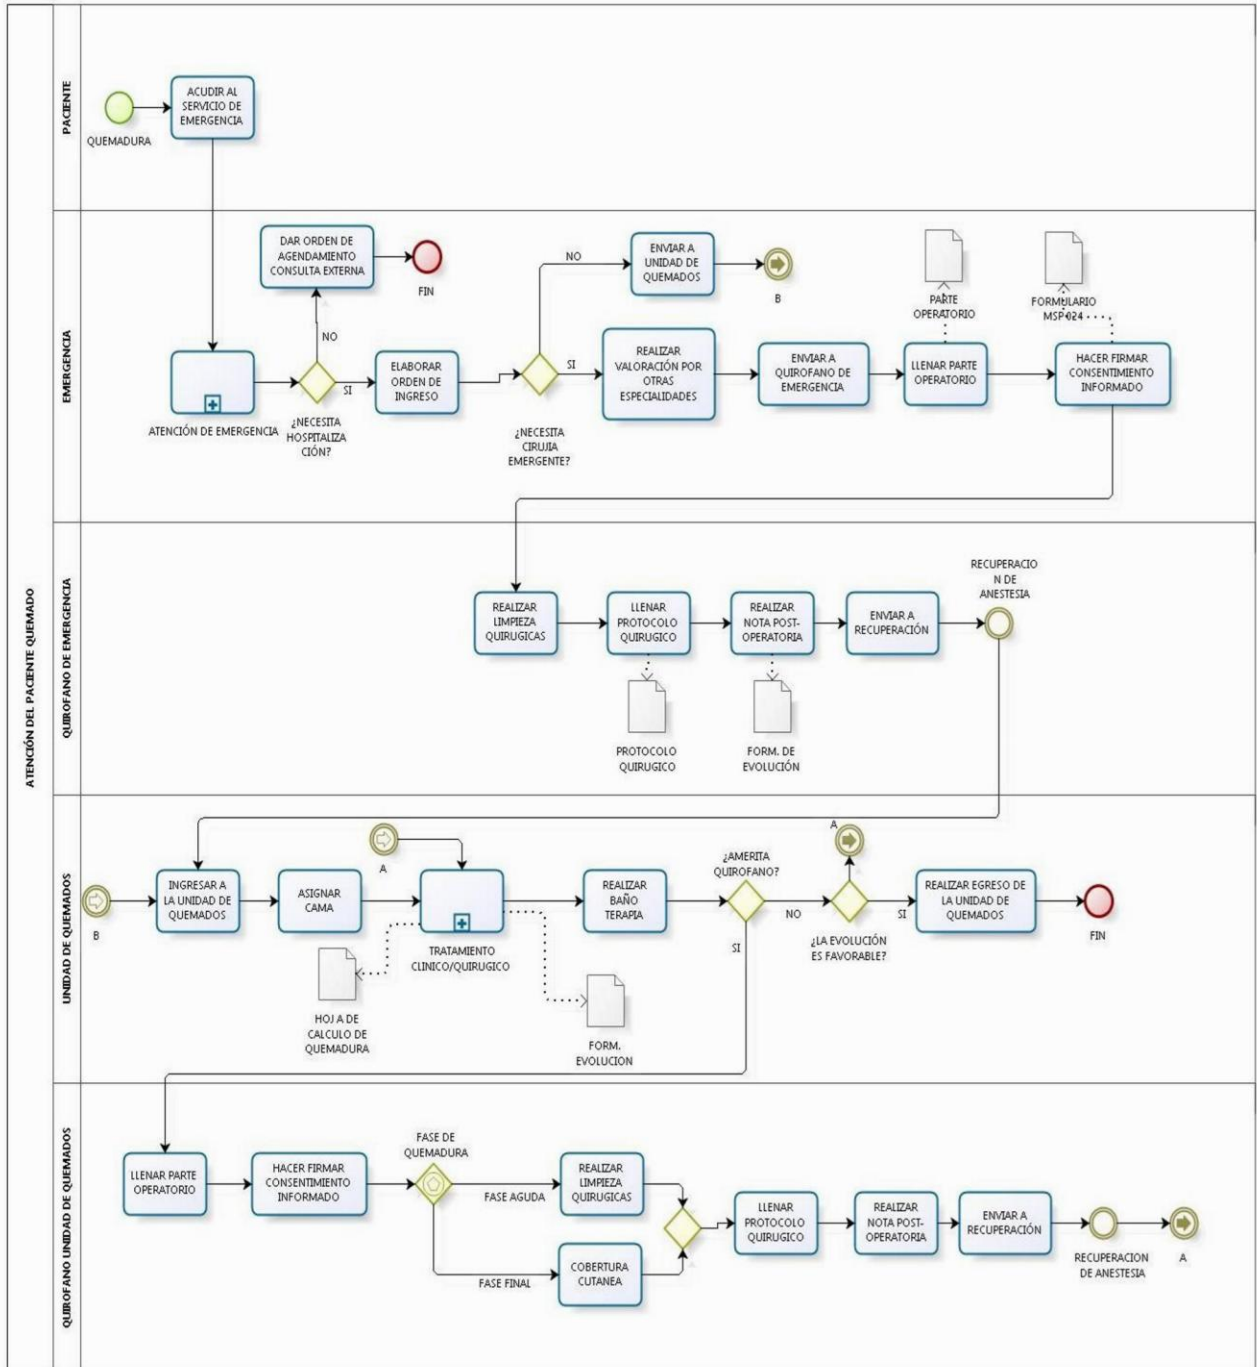 ATENCIÓN DEL PACIENTE QUEMADO
PACIENTE
QUEMADURA
ACUDIR AL
SERVICIO DE
EMERGENCIA
EMERGENCIA
ATENCIÓN DE EMERGENCIA
DAR ORDEN DE
AGENDAMIENTO
CONSULTA EXTERNA
FIN
NO
SI
¿NECESITA
HOSPITALIZA
CIÓN?
ELABORAR
ORDEN DE
INGRESO
¿NECESITA
CIRUJIA
EMERGENTE?
NO
SI
ENVIAR A
UNIDAD DE
QUEMADOS
B
REALIZAR
VALORACIÓN POR
OTRAS
ESPECIALIDADES
ENVIAR A
QUIROFANO DE
EMERGENCIA
PARTE
OPERATORIO
LLENAR PARTE
OPERATORIO
FORMULARIO
MSP 024
HACER FIRMAR
CONSENTIMIENTO
INFORMADO
QUIROFANO DE EMERGENCIA
REALIZAR
LIMPIEZA
QUIRUGICAS
LLENAR
PROTOCOLO
QUIRUGICO
PROTOCOLO
QUIRUGICO
REALIZAR
NOTA POST-
OPERATORIA
FORM. DE
EVOLUCIÓN
ENVIAR A
RECUPERACIÓN
RECUPERACIO
N DE
ANESTESIA
UNIDAD DE QUEMADOS
B
INGRESAR A
LA UNIDAD DE
QUEMADOS
ASIGNAR
CAMA
A
TRATAMIENTO
CLINICO/QUIRUGICO
HOJ A DE
CALCULO DE
QUEMADURA
FORM.
EVOLUCION
REALIZAR
BAÑO
TERAPIA
¿AMERITA
QUIROFANO?
NO
SI
A
¿LA EVOLUCIÓN
ES FAVORABLE?
SI
REALIZAR EGRESO DE
LA UNIDAD DE
QUEMADOS
FIN
QUIROFANO UNIDAD DE QUEMADOS
LLENAR PARTE
OPERATORIO
HACER FIRMAR
CONSENTIMIENTO
INFORMADO
FASE DE
QUEMADURA
FASE AGUDA
FASE FINAL
REALIZAR
LIMPIEZA
QUIRUGICAS
COBERTURA
CUTANEA
LLENAR
PROTOCOLO
QUIRUGICO
REALIZAR
NOTA POST-
OPERATORIA
ENVIAR A
RECUPERACIÓN
RECUPERACION
DE ANESTESIA
A